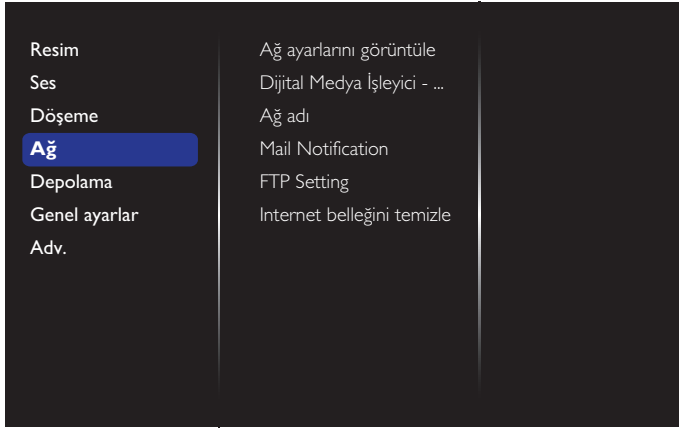 Resim
Ses
Döşeme
Ağ
Depolama
Genel ayarlar
Adv.
Ağ ayarlarını görüntüle
Dijital Medya İşleyici - ...
Ağ adı
Mail Notification
FTP Setting
Internet belleğini temizle